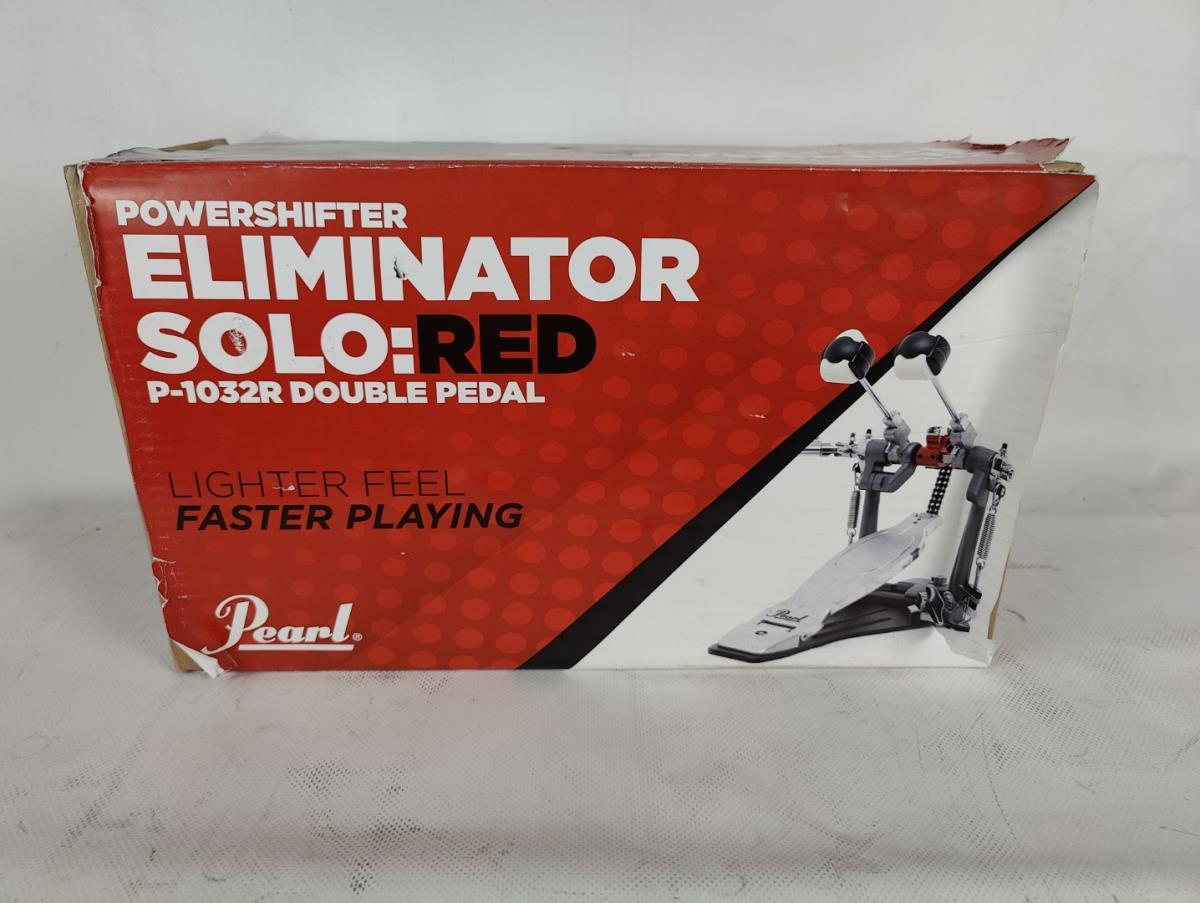 POWERSHIFTER
ELIMINATOR
SOLO:RED
P-1032R DOUBLE PEDAL
LIGHTER FEEL
FASTER PLAYING
Pearl®
Pearl